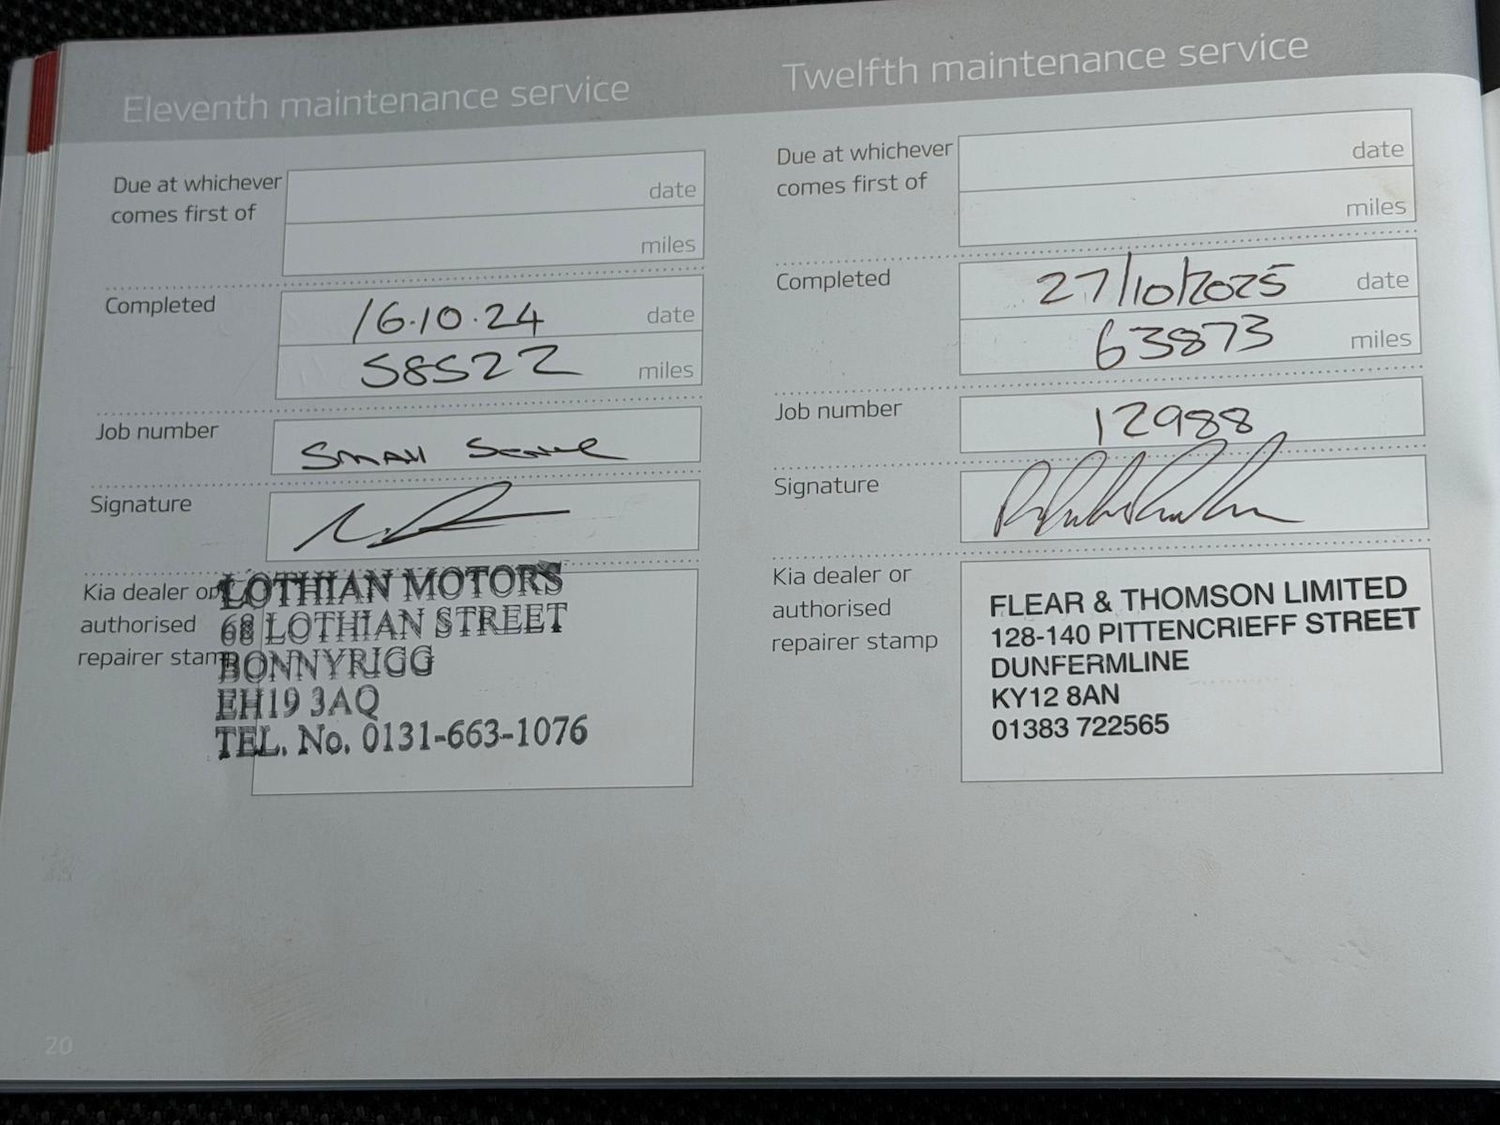 Eleventh maintenance service
Due at whichever
comes first of
date
miles
Completed
16.10.24 date
58522 miles
Job number
Small Service
Signature
Kia dealer or
authorised
repairer stamp
LOTHIAN MOTORS
68 LOTHIAN STREET
BONNYRIGG
EH19 3AQ
TEL. No. 0131-663-1076
20
Twelfth maintenance service
Due at whichever
comes first of
date
miles
Completed
27/10/2025 date
63873 miles
Job number
12988
Signature
Kia dealer or
authorised
repairer stamp
FLEAR & THOMSON LIMITED
128-140 PITTENCRIEFF STREET
DUNFERMLINE
KY12 8AN
01383 722565